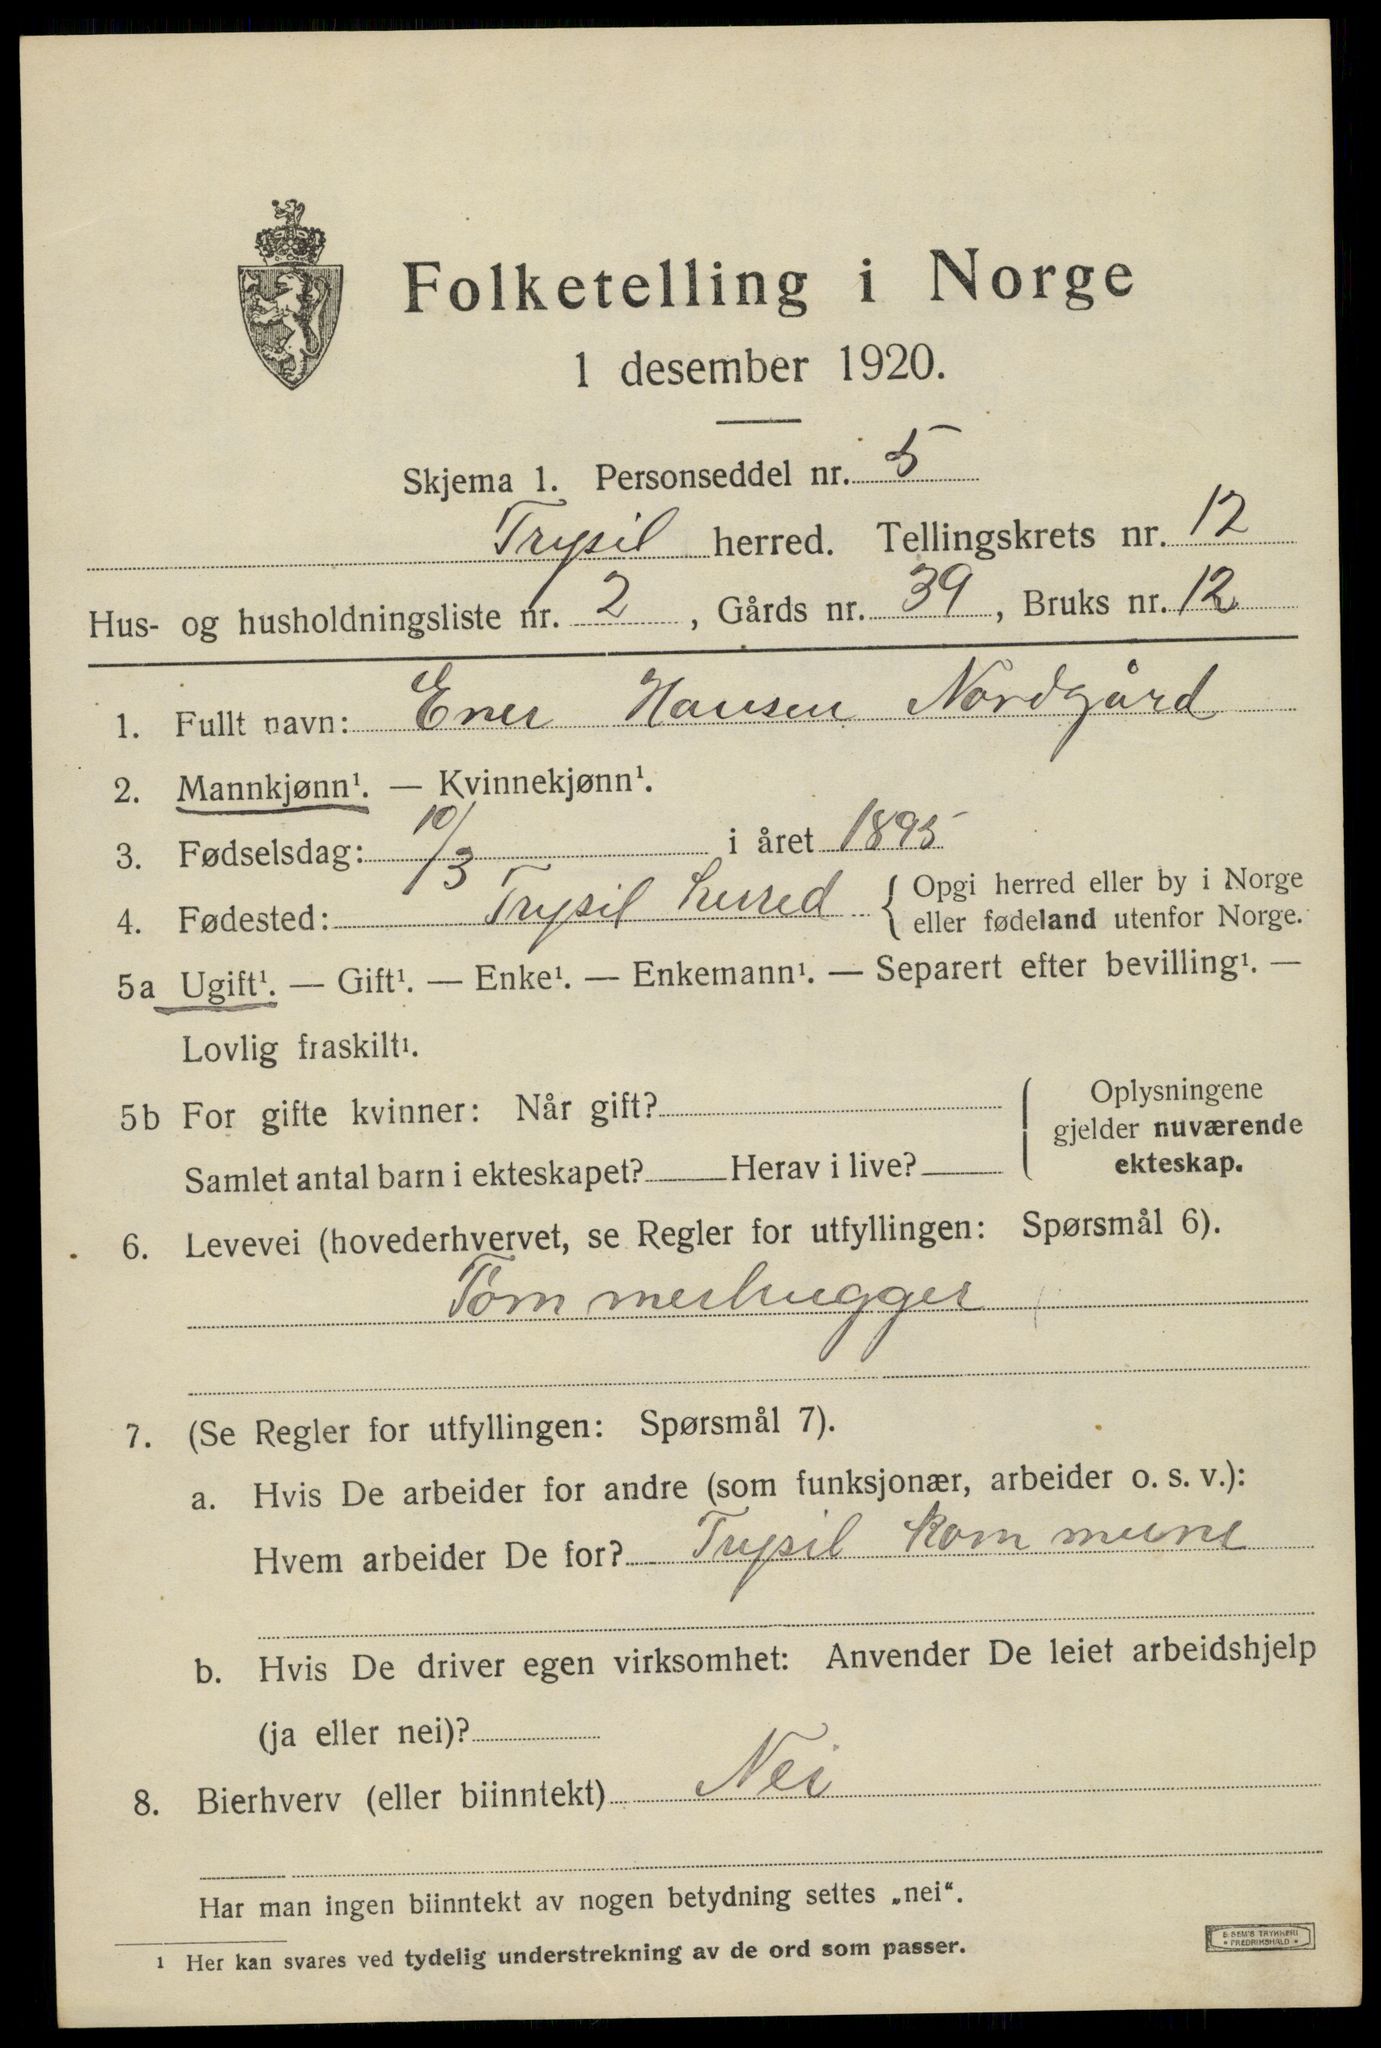 Folketelling i Norge
1 desember 1920.
Skjema 1. Personseddel nr. 5
Trysil herred. Tellingskrets nr. 12
Hus- og husholdningsliste nr. 2, Gårds nr. 39, Bruks nr. 12
1. Fullt navn: Ener Hansen Nordgård
2. Mannkjønn¹. — Kvinnekjønn¹.
3. Fødselsdag: 10/3 i året 1895
4. Fødested: Trysil herred { Opgi herred eller by i Norge
eller fødeland utenfor Norge.
5a Ugift¹. — Gift¹. — Enke¹. — Enkemann¹. — Separert efter bevilling¹. —
Lovlig fraskilt¹.
5b For gifte kvinner: Når gift?
Samlet antal barn i ekteskapet? Herav i live?
Oplysningene
gjelder nuværende
ekteskap.
6. Levevei (hovederhvervet, se Regler for utfyllingen: Spørsmål 6).
Tømmerhugger
7. (Se Regler for utfyllingen: Spørsmål 7).
a. Hvis De arbeider for andre (som funksjonær, arbeider o. s. v.):
Hvem arbeider De for? Trysil kommune
b. Hvis De driver egen virksomhet: Anvender De leiet arbeidshjelp
(ja eller nei)?
8. Bierhverv (eller biinntekt) Nei
Har man ingen biinntekt av nogen betydning settes „nei“.
¹ Her kan svares ved tydelig understrekning av de ord som passer.
E. SEM'S TRYKKERI
• FREDRIKSHALD •